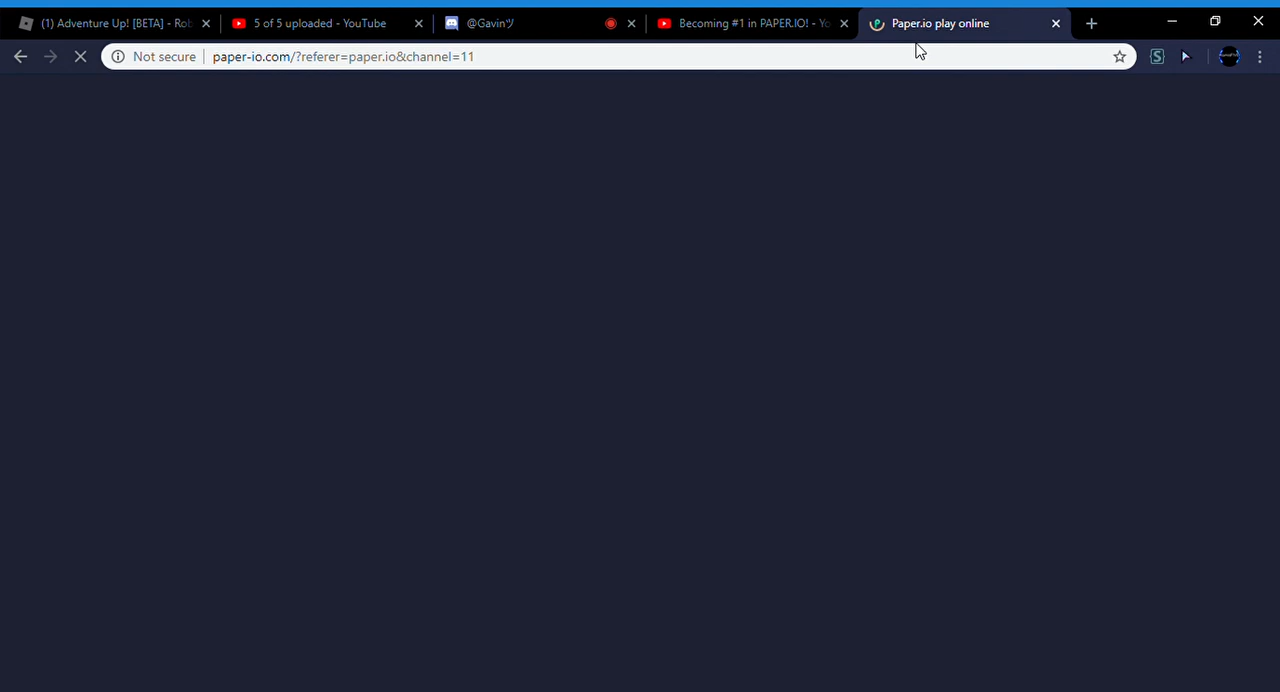 (1) Adventure Up! [BETA] - Rob
5 of 5 uploaded - YouTube
@Gavinツ
Becoming #1 in PAPER.IO! - Yo
Paper.io play online
Not secure
paper-io.com/?referer=paper.io&channel=11